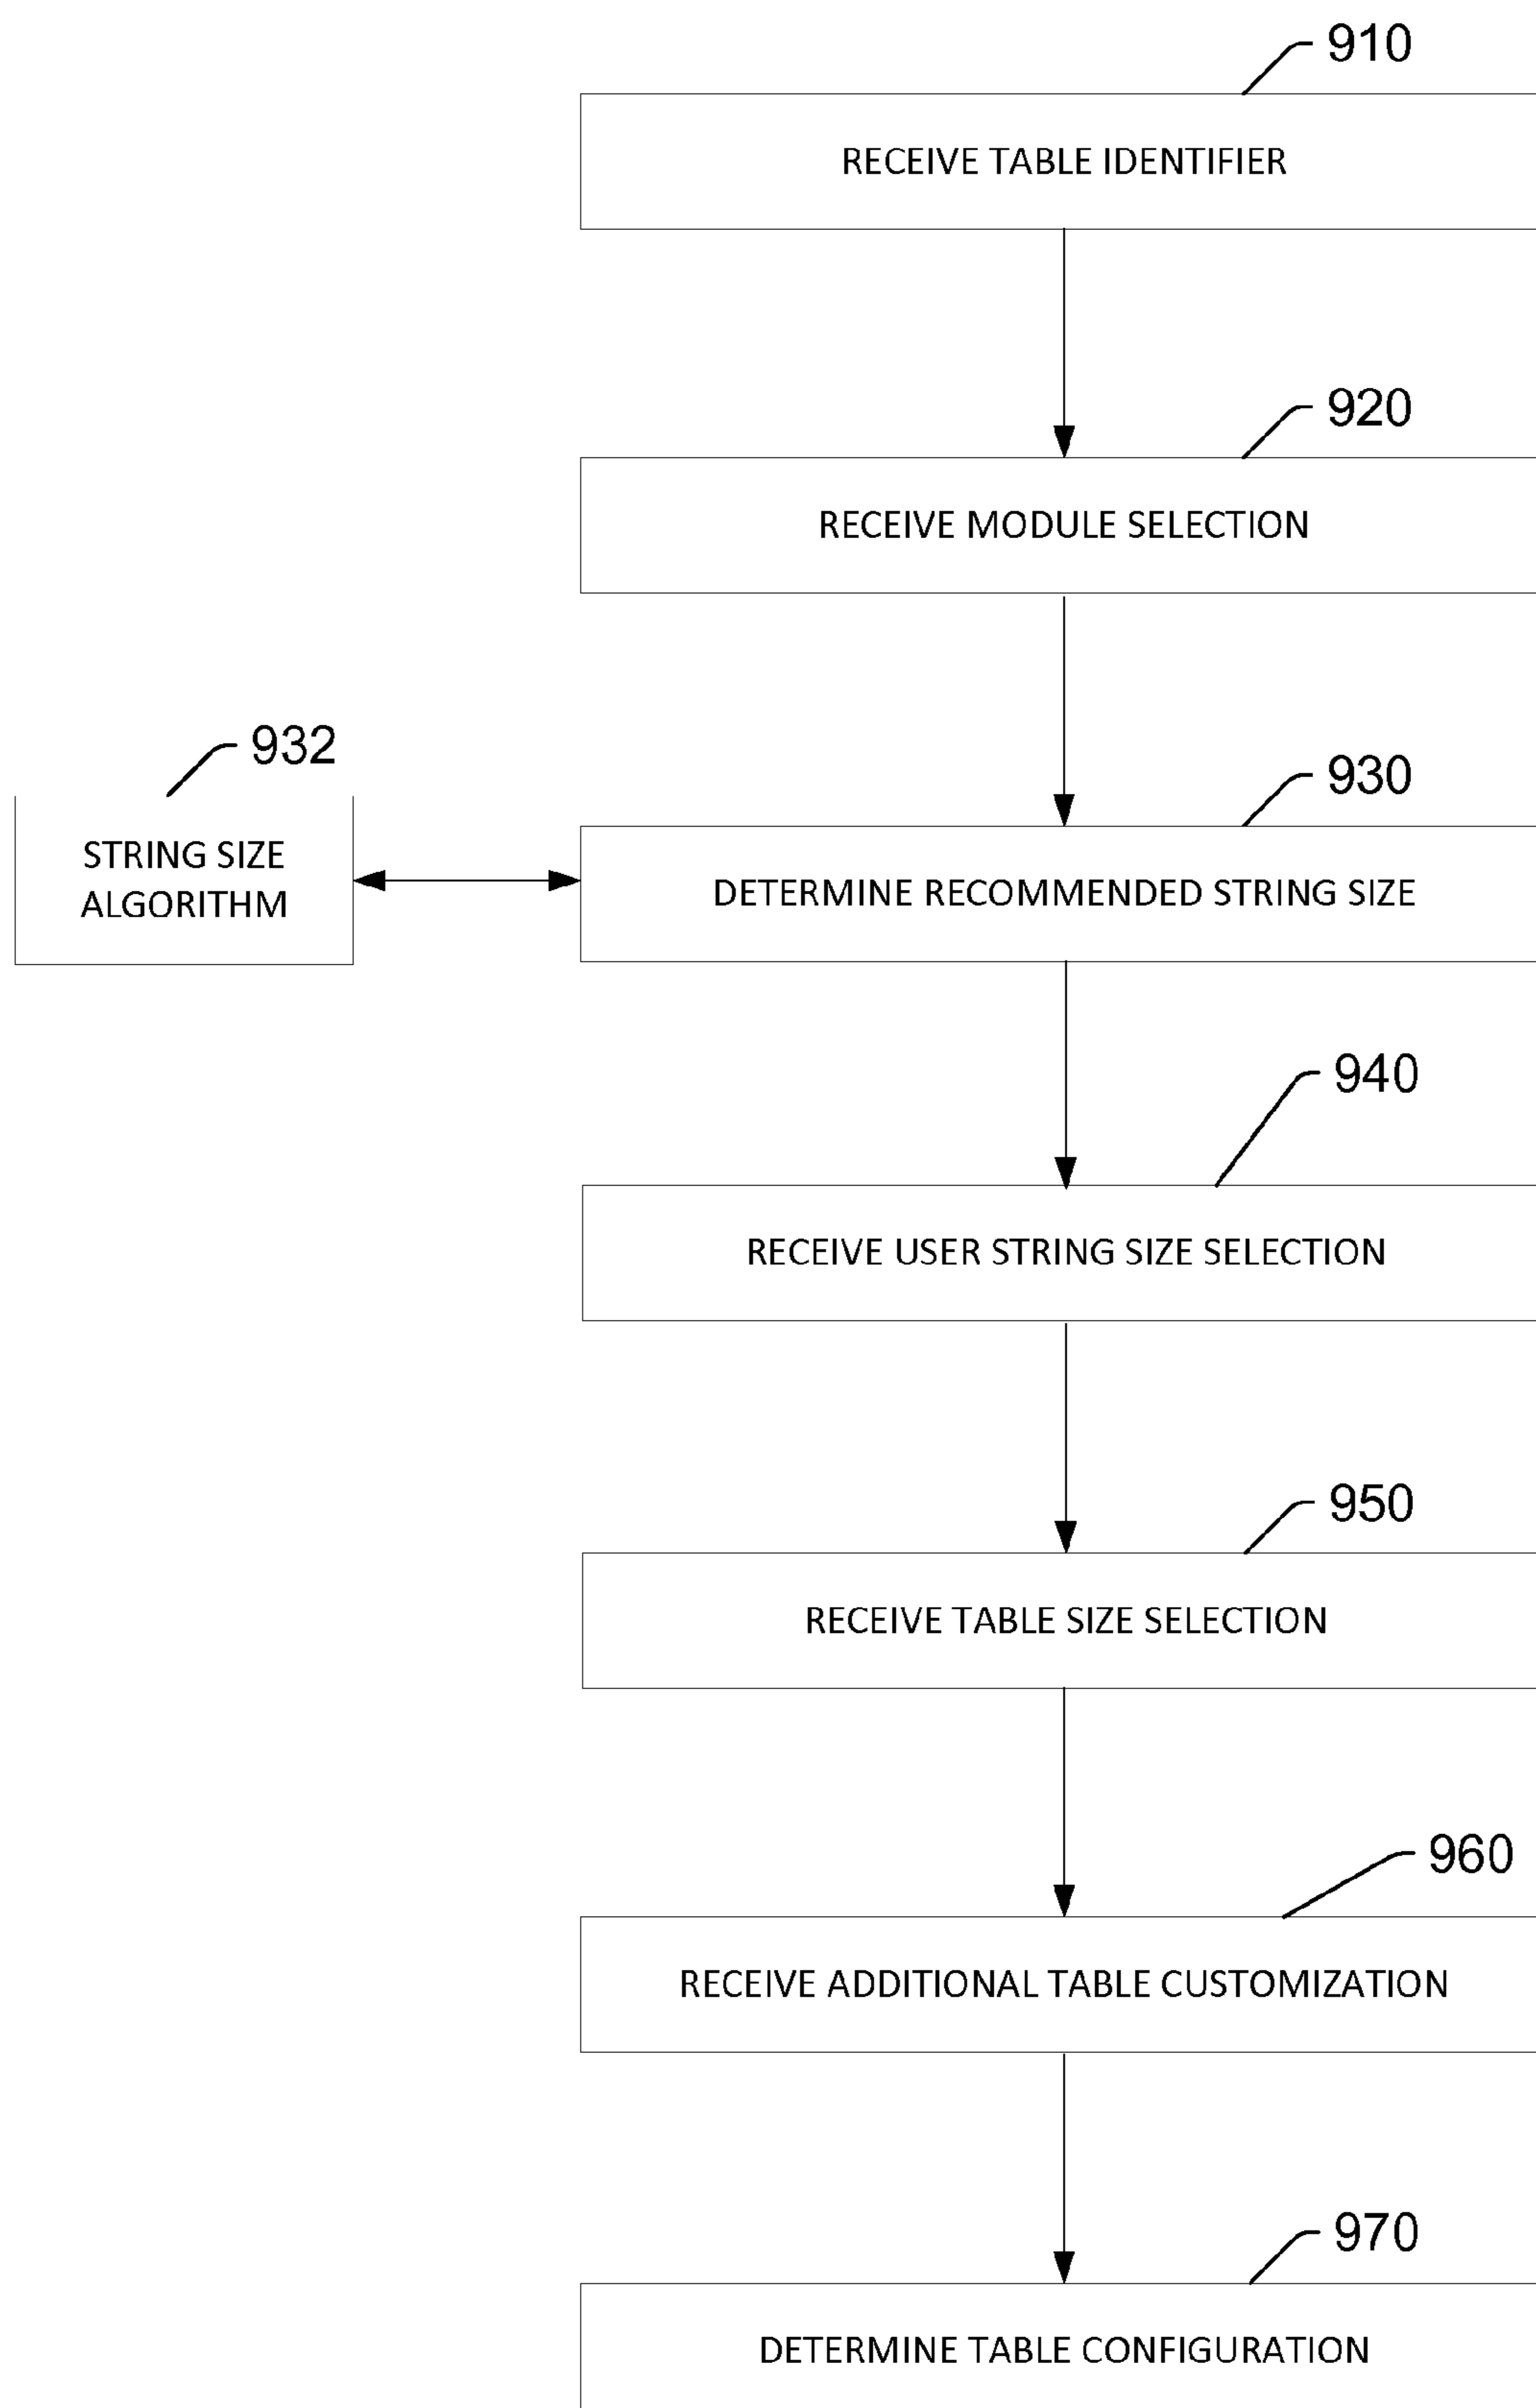 910
RECEIVE TABLE IDENTIFIER
920
RECEIVE MODULE SELECTION
932
930
STRING SIZE
ALGORITHM
DETERMINE RECOMMENDED STRING SIZE
940
RECEIVE USER STRING SIZE SELECTION
950
RECEIVE TABLE SIZE SELECTION
960
RECEIVE ADDITIONAL TABLE CUSTOMIZATION
970
DETERMINE TABLE CONFIGURATION